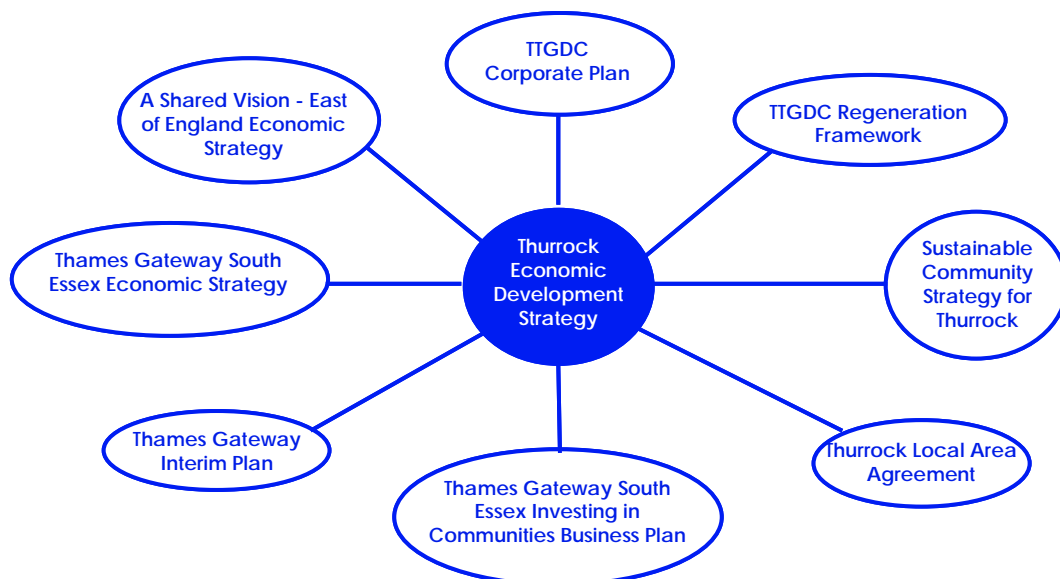 TTGDC
Corporate Plan
A Shared Vision - East
of England Economic
Strategy
TTGDC Regeneration
Framework
Thames Gateway South
Essex Economic Strategy
Thurrock
Economic
Development
Strategy
Sustainable
Community
Strategy for
Thurrock
Thames Gateway
Interim Plan
Thames Gateway South
Essex Investing in
Communities Business Plan
Thurrock Local Area
Agreement